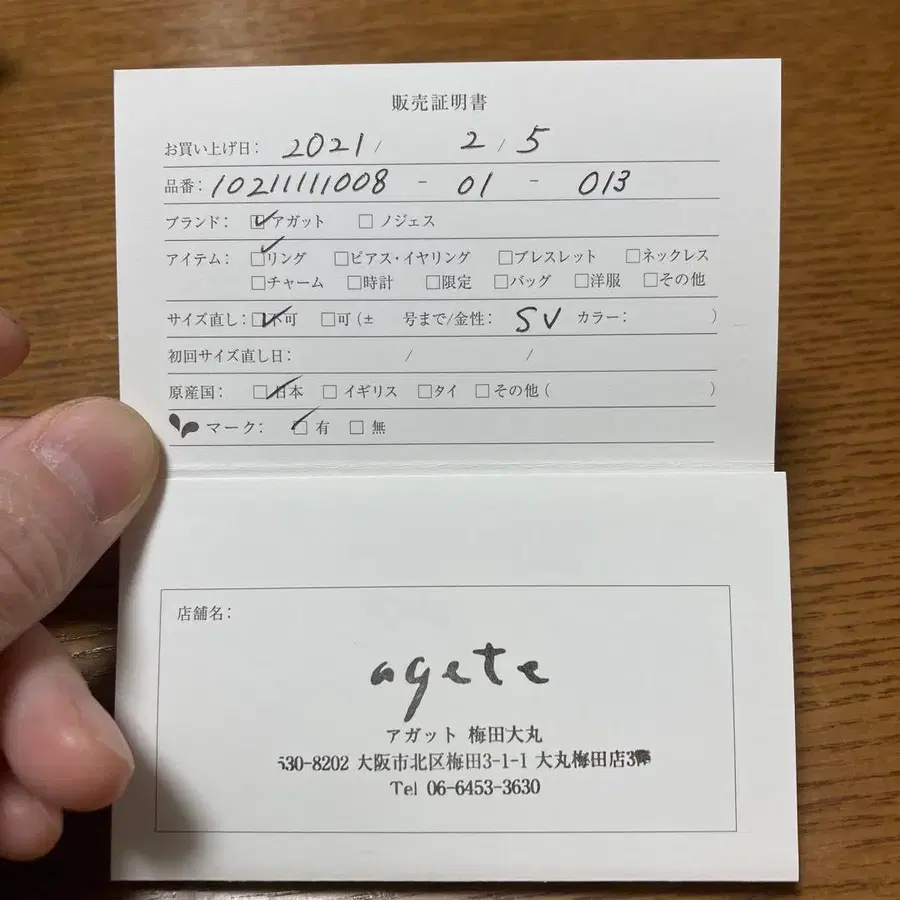 販売証明書
お買い上げ日: 2021 / 2 / 5
品番: 10211111008 - 01 - 013
ブランド: ☑アガット □ノジェス
アイテム: ☑リング □ピアス・イヤリング □ブレスレット □ネックレス
□チャーム □時計 □限定 □バッグ □洋服 □その他
サイズ直し: ☑不可 □可(± 号まで/金性: SV カラー: )
初回サイズ直し日: / /
原産国: ☑日本 □イギリス □タイ □その他( )
マーク: ☑有 □無
店舗名:
agete
アガット 梅田大丸
530-8202 大阪市北区梅田3-1-1 大丸梅田店3階
Tel 06-6453-3630